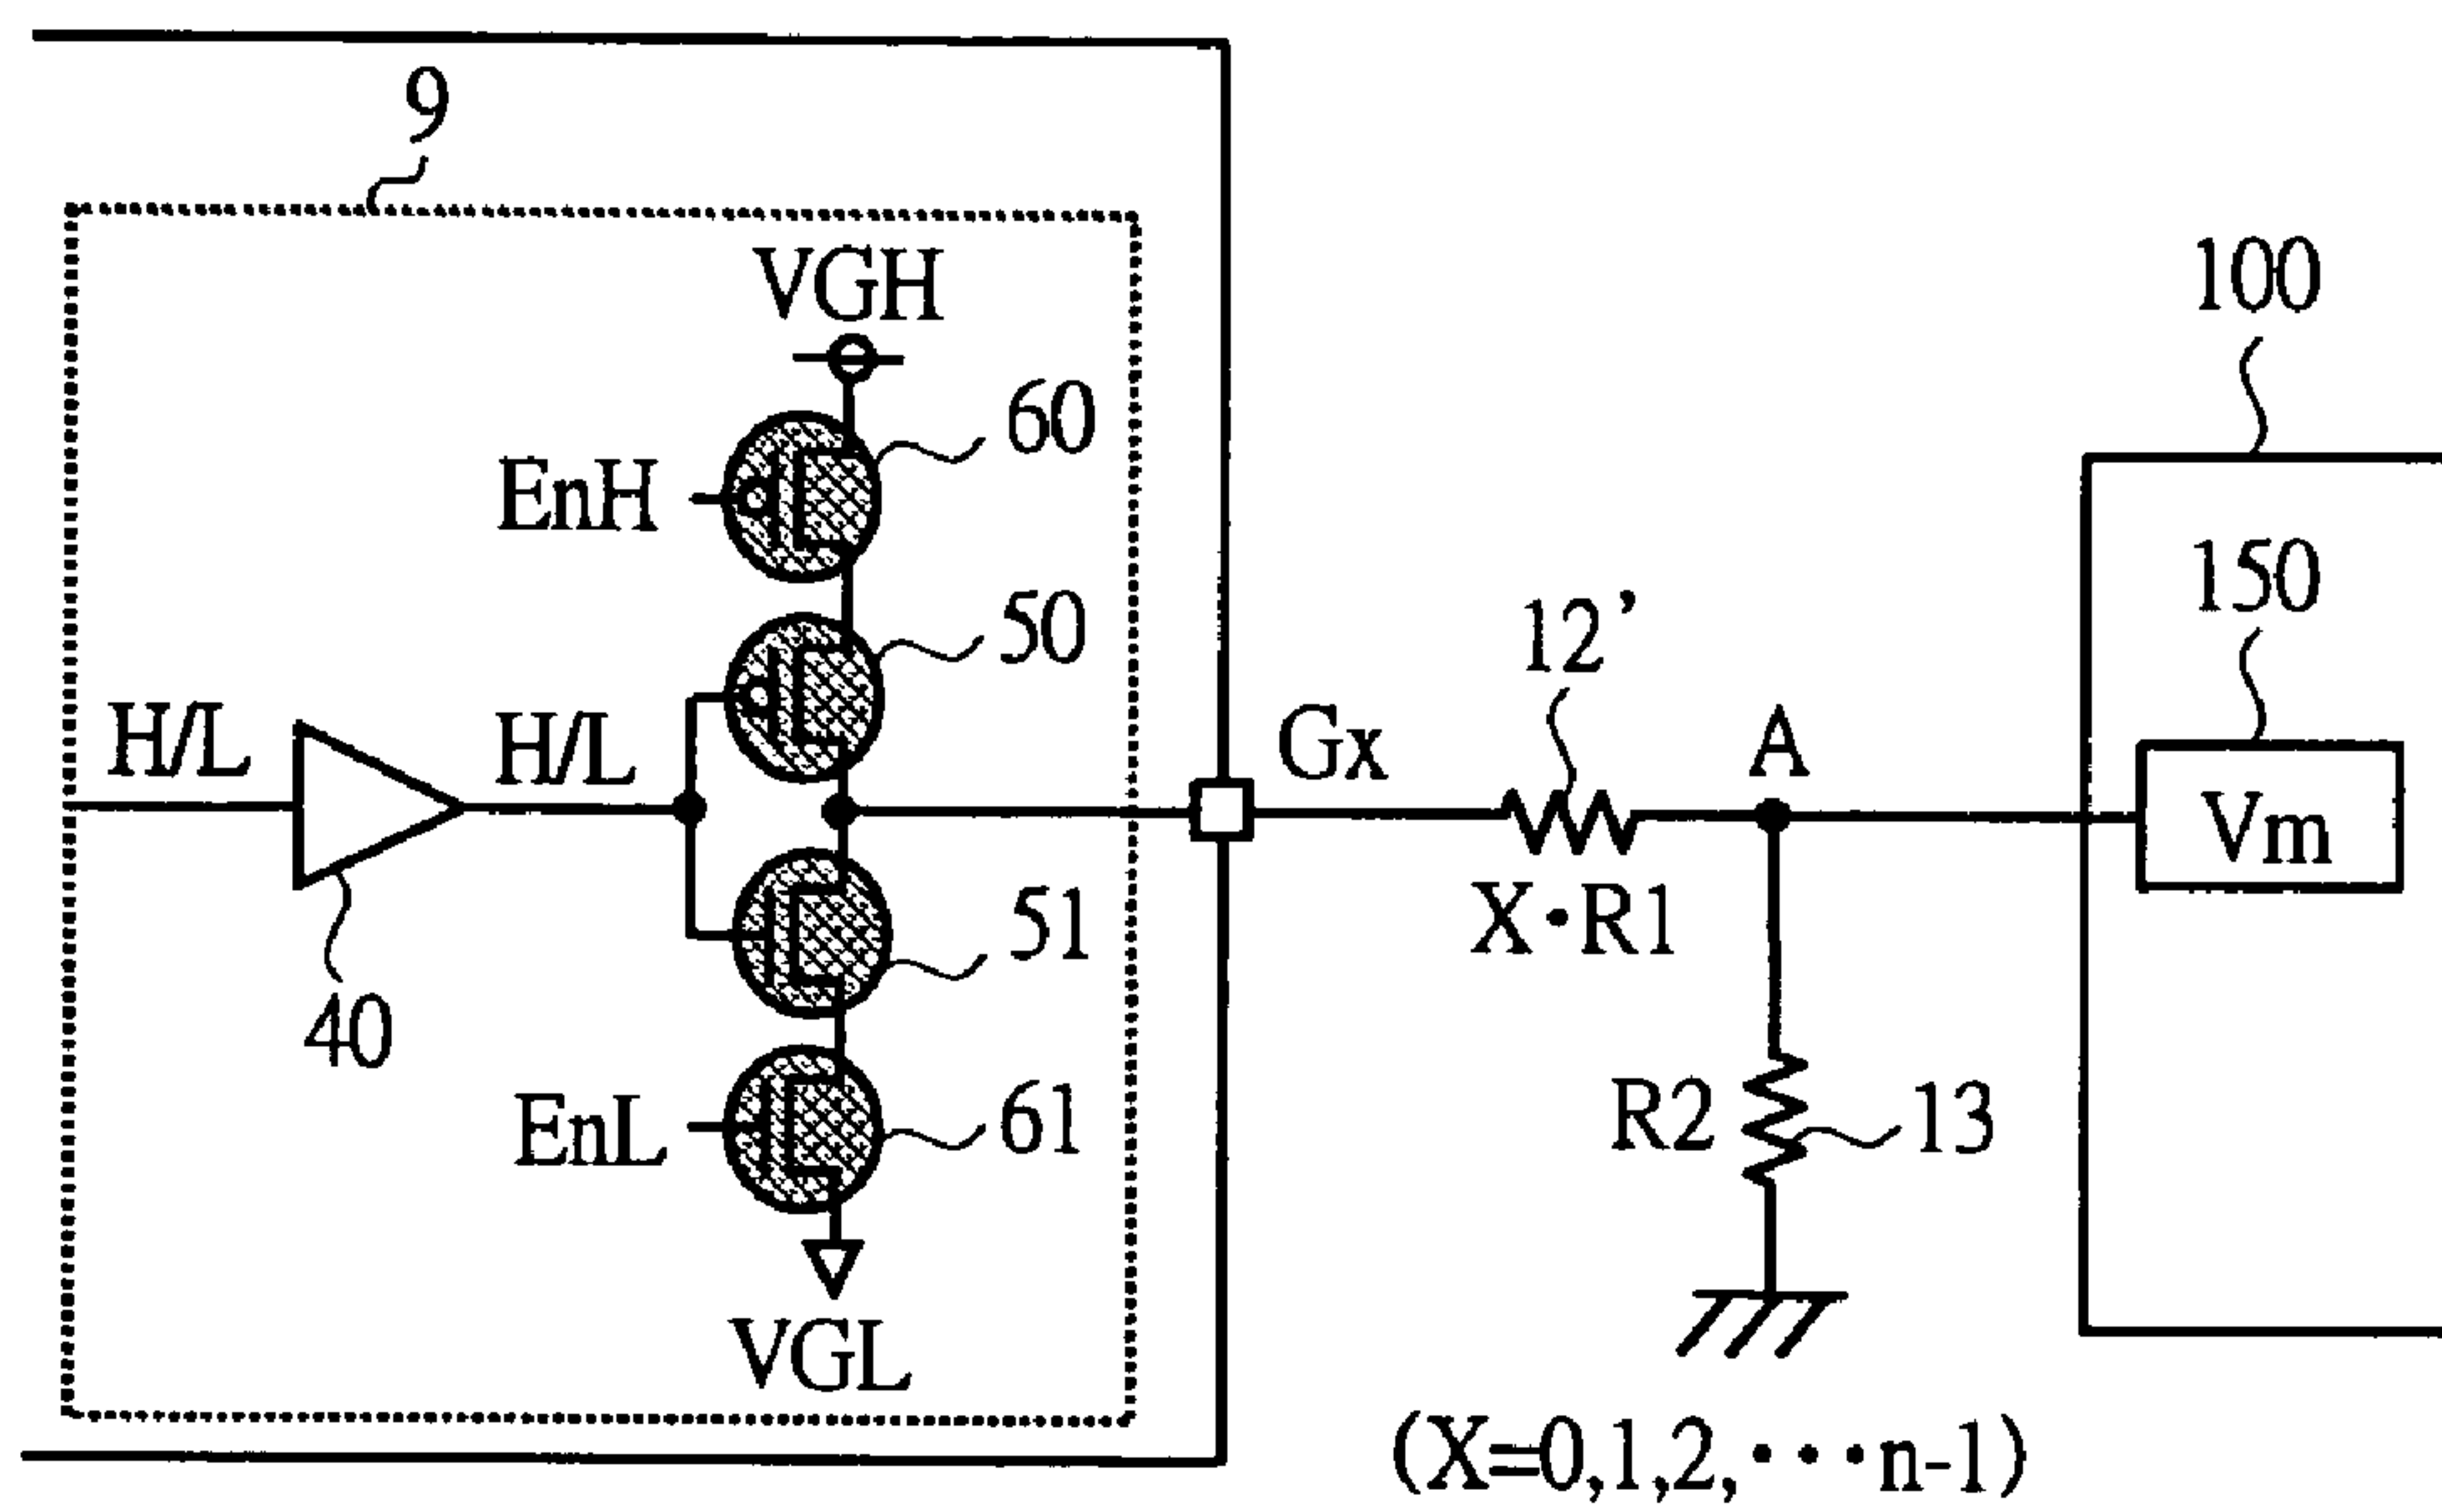 9
VGH
60
EnH
50
H/L
H/L
40
51
EnL
61
VGL
Gx
12’
X·R1
A
R2
13
100
150
Vm
(X=0,1,2,···n-1)